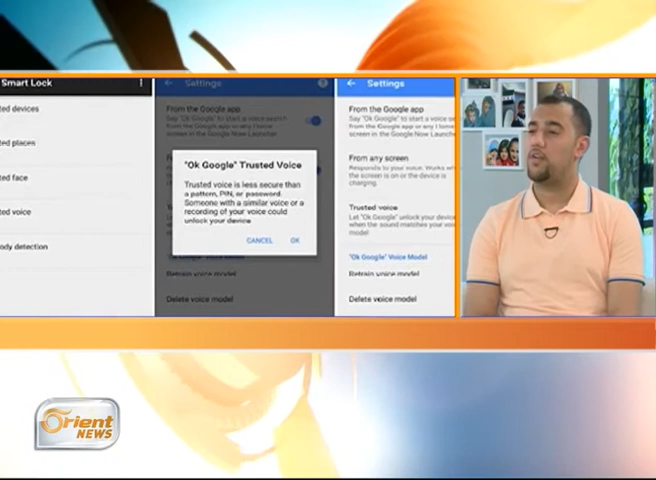 Smart Lock
ted devices
ted places
ted face
ted voice
ody detection
Settings
From the Google app
Say "Ok Google" to start a voice search
from the Google app or any Home
screen in the Google Now Launcher
"Ok Google" Trusted Voice
Trusted voice is less secure than
a pattern, PIN, or password.
Someone with a similar voice or a
recording of your voice could
unlock your device.
CANCEL OK
"Ok Google" Voice Model
Retrain voice model
Delete voice model
Settings
From the Google app
Say "Ok Google" to start a voice se
from the Google app or any Home
screen in the Google Now Launcher
From any screen
Responds to your voice. Works wh
the screen is on or the device is
charging.
Trusted voice
Let "Ok Google" unlock your device
when the sound matches your voi
model
"Ok Google" Voice Model
Retrain voice model
Delete voice model
Orient
NEWS